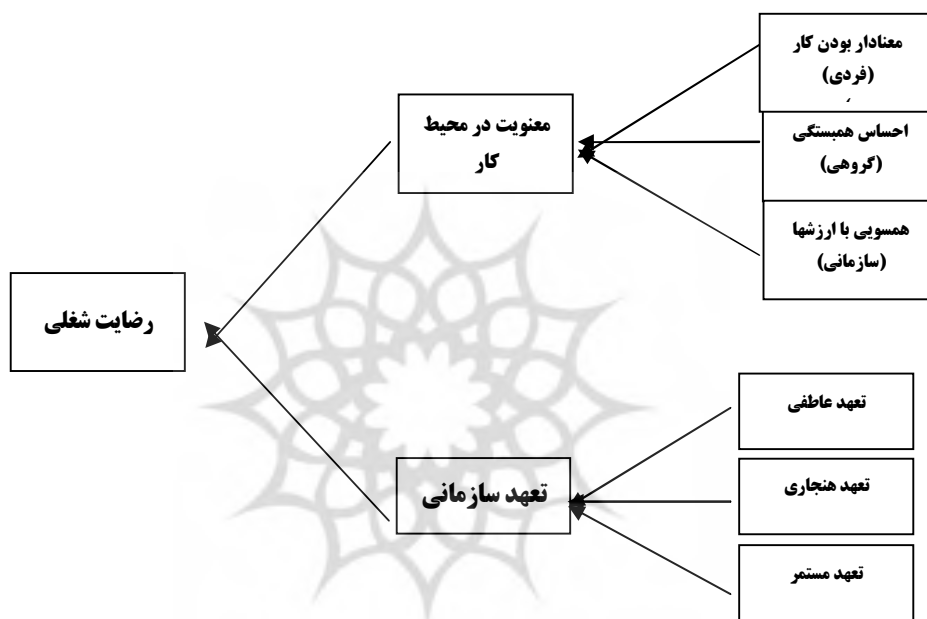 معنادار بودن کار
(فردی)
احساس همبستگی
(گروهی)
همسویی با ارزشها
(سازمانی)
معنویت در محیط
کار
رضایت شغلی
تعهد عاطفی
تعهد هنجاری
تعهد مستمر
تعهد سازمانی